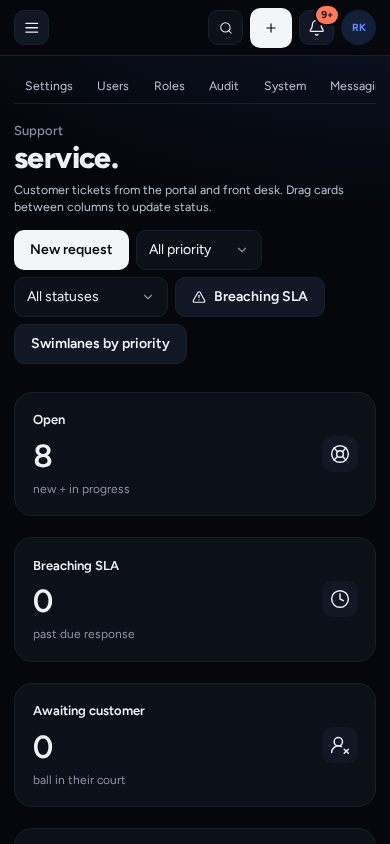 9+
RK
Settings Users Roles Audit System
Support
service.
Customer tickets from the portal and front desk. Drag cards
between columns to update status.
New request All priority
All statuses Breaching SLA
Swimlanes by priority
Open
8
new + in progress
Breaching SLA
0
past due response
Awaiting customer
0
ball in their court